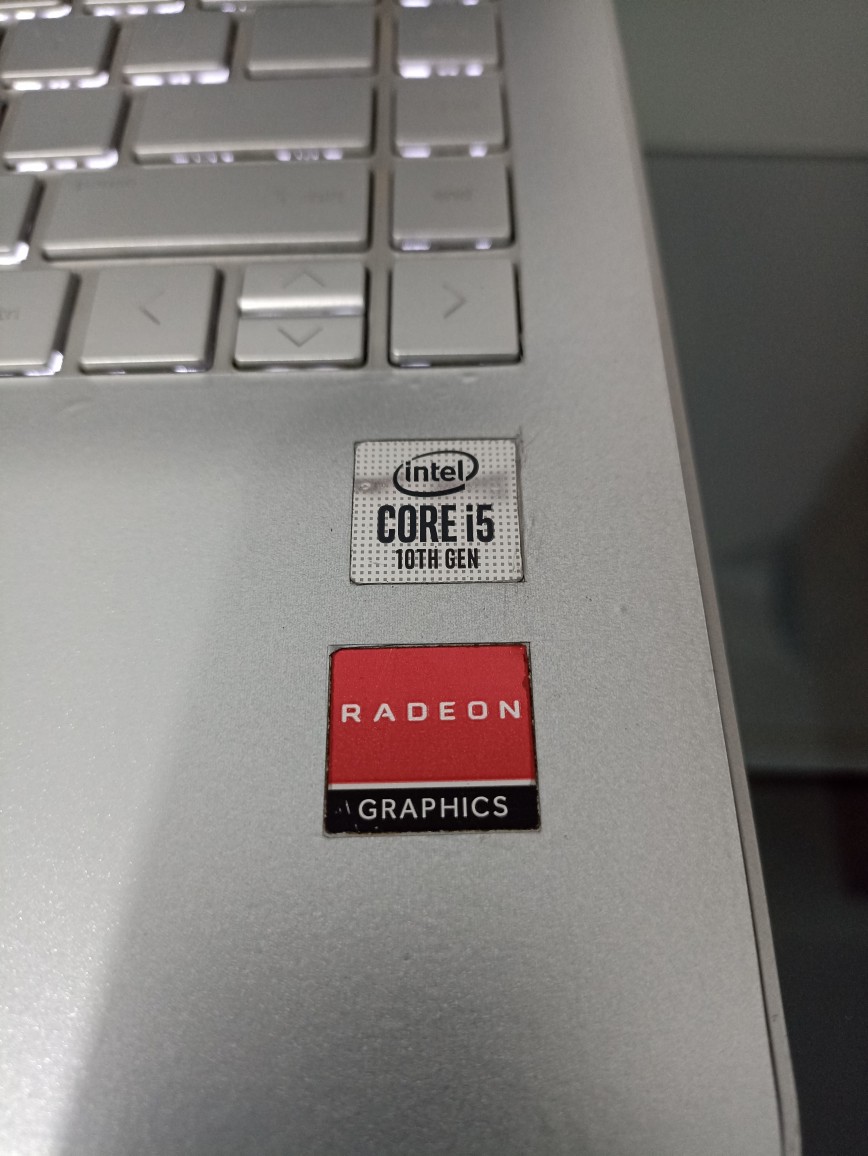 intel
CORE i5
10TH GEN
RADEON
GRAPHICS